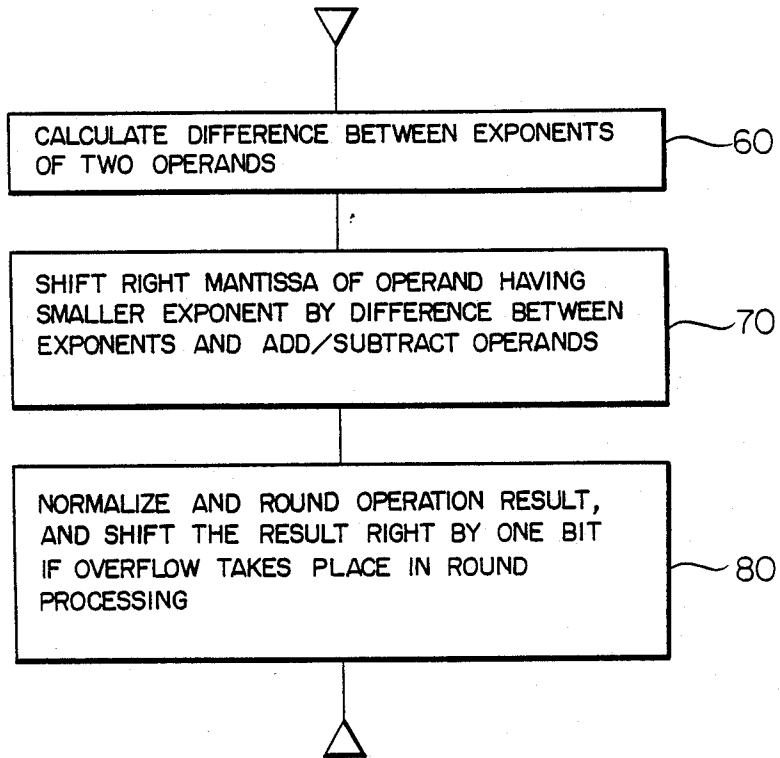 CALCULATE DIFFERENCE BETWEEN EXPONENTS
OF TWO OPERANDS
60
SHIFT RIGHT MANTISSA OF OPERAND HAVING
SMALLER EXPONENT BY DIFFERENCE BETWEEN
EXPONENTS AND ADD/SUBTRACT OPERANDS
70
NORMALIZE AND ROUND OPERATION RESULT,
AND SHIFT THE RESULT RIGHT BY ONE BIT
IF OVERFLOW TAKES PLACE IN ROUND
PROCESSING
80